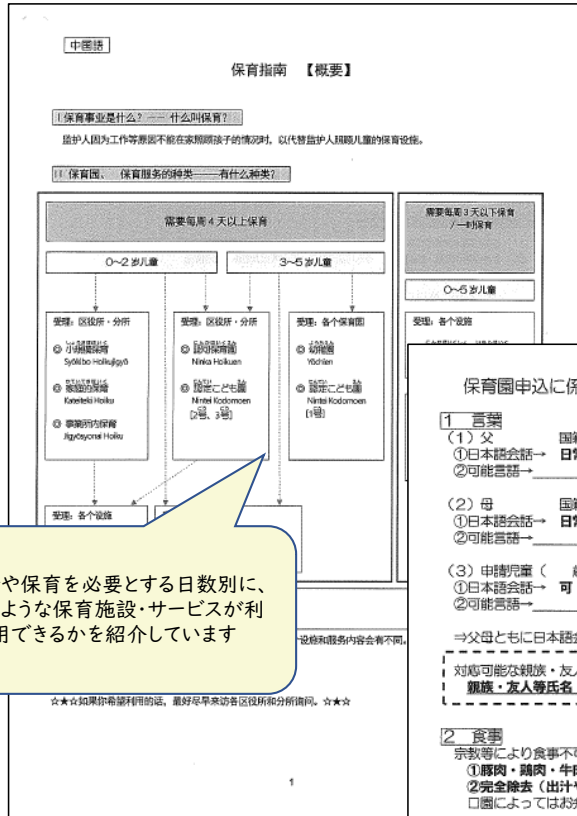 中国語
保育指南 【概要】
I 保育事业是什么？—— 什么叫保育？
监护人因为工作等原因不能在家照顾孩子的情况时，以代替监护人照顾儿童的保育设施。
II 保育园、 保育服务的种类——有什么种类？
需要每周4天以上保育
0～2岁儿童
3～5岁儿童
受理：区役所・分所
◎ 小規模保育
Syōkibo Hoikujigyō
◎ 家庭的保育
Kateiteki Hoiku
◎ 事業所内保育
Jigyōsyonai Hoiku
受理：区役所・分所
◎ 認可保育園
Ninka Hoikuen
◎ 認定こども園
Nintei Kodomoen
[2号、3号]
受理：各个保育园
◎ 幼稚園
Yōchien
◎ 認定こども園
Nintei Kodomoen
[1号]
受理：各个设施
需要每周3天以下保育
／一时保育
0～5岁儿童
受理：各个设施
や保育を必要とする日数別に、
ような保育施設・サービスが利
用できるかを紹介しています
设施和服务内容会有不同。
☆★☆如果你希望利用的话，最好尽早来访各区役所和分所询问。☆★☆
1
保育園申込に係
1 言葉
（1）父 国
①日本語会話→ 日
②可能言語→
（2）母 国
①日本語会話→ 日
②可能言語→
（3）申請児童（
①日本語会話→ 可
②可能言語→
⇒父母ともに日本語会
対応可能な親族・友
親族・友人等氏名
2 食事
宗教等により食事不
①豚肉・鶏肉・牛
②完全除去（出汁
口園によってはお